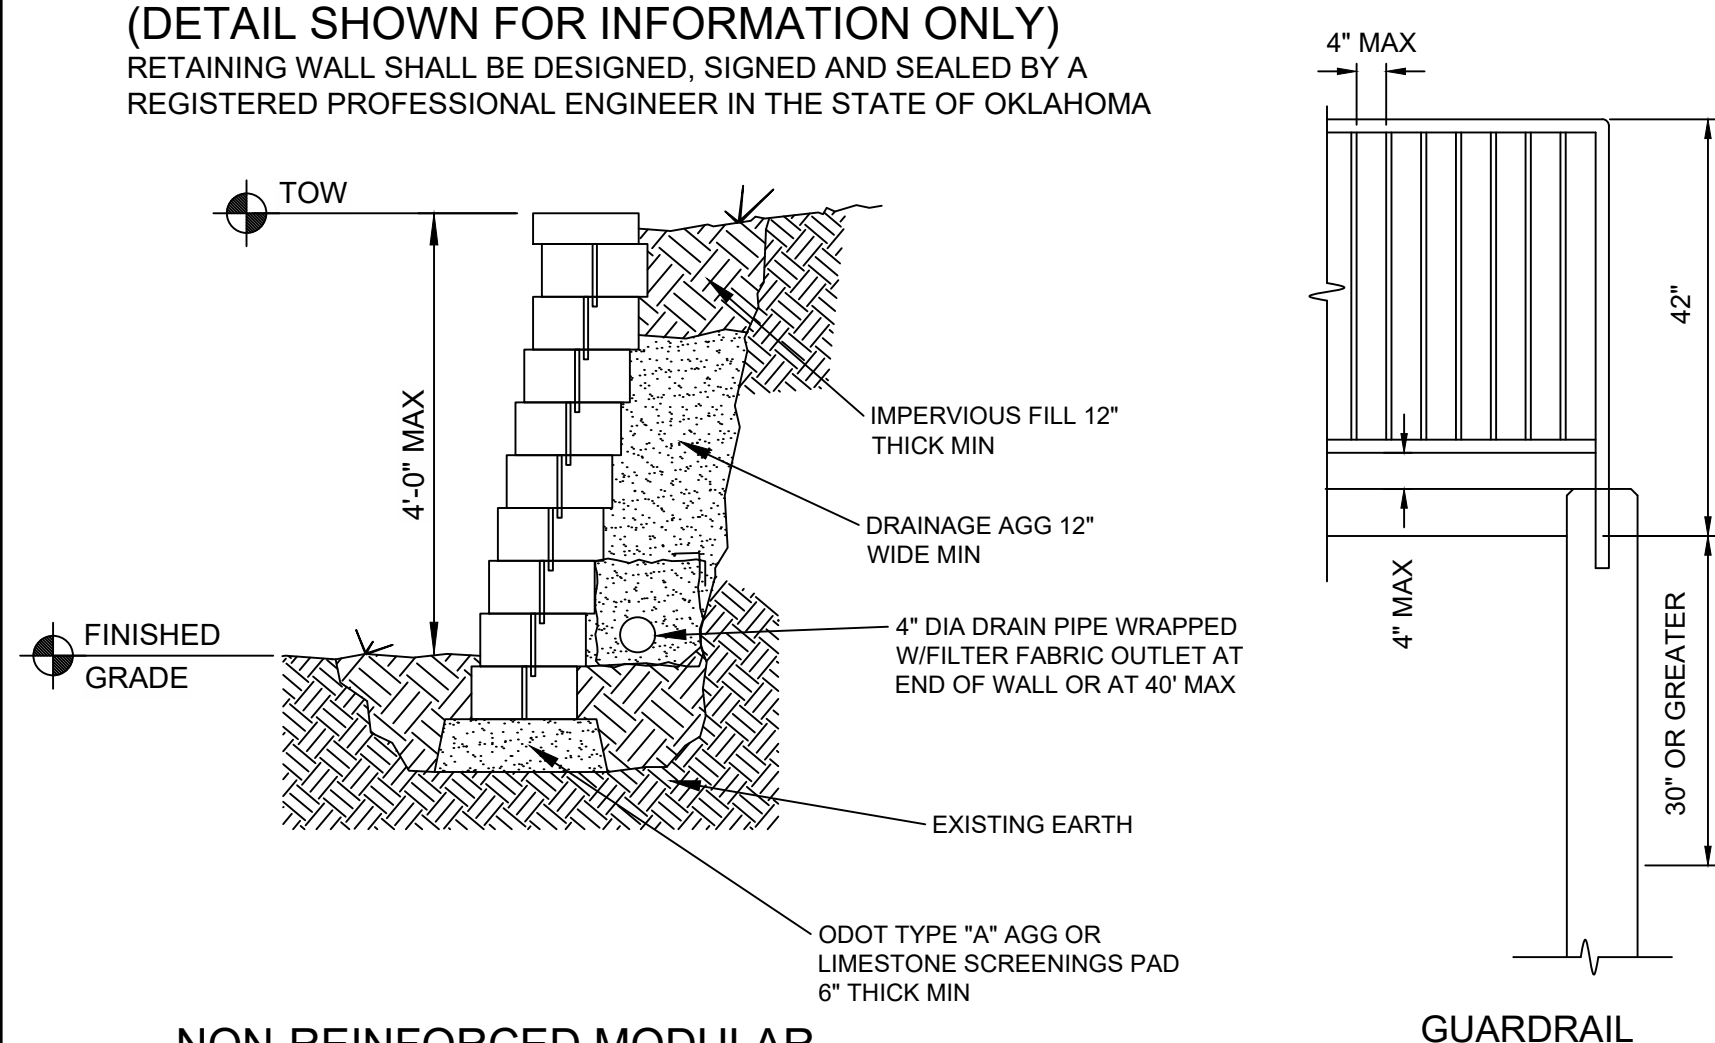 (DETAIL SHOWN FOR INFORMATION ONLY)
RETAINING WALL SHALL BE DESIGNED, SIGNED AND SEALED BY A
REGISTERED PROFESSIONAL ENGINEER IN THE STATE OF OKLAHOMA
TOW
4'-0" MAX
FINISHED
GRADE
IMPERVIOUS FILL 12"
THICK MIN
DRAINAGE AGG 12"
WIDE MIN
4" DIA DRAIN PIPE WRAPPED
W/FILTER FABRIC OUTLET AT
END OF WALL OR AT 40' MAX
EXISTING EARTH
ODOT TYPE "A" AGG OR
LIMESTONE SCREENINGS PAD
6" THICK MIN
NON-REINFORCED MODULAR
4" MAX
42"
4" MAX
30" OR GREATER
GUARDRAIL